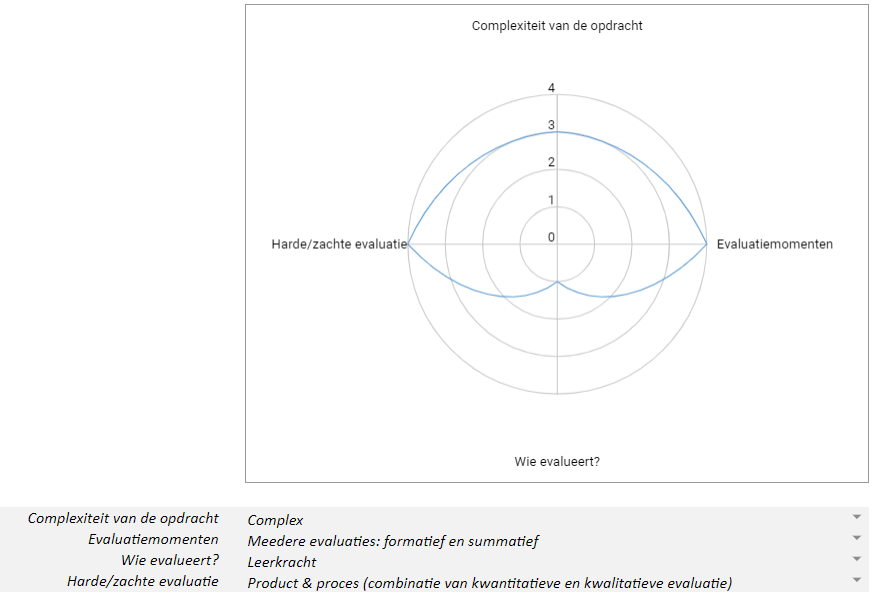 Complexiteit van de opdracht
4
3
2
1
0
Harde/zachte evaluatie
Evaluatiemomenten
Wie evalueert?
Complexiteit van de opdracht Complex
Evaluatiemomenten Meedere evaluaties: formatief en summatief
Wie evalueert? Leerkracht
Harde/zachte evaluatie Product & proces (combinatie van kwantitatieve en kwalitatieve evaluatie)